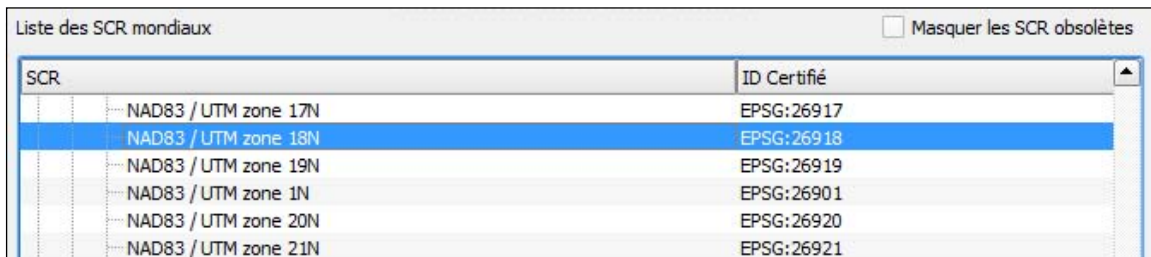 Liste des SCR mondiaux Masquer les SCR obsolètes
SCR ID Certifié
NAD83 / UTM zone 17N EPSG:26917
NAD83 / UTM zone 18N EPSG:26918
NAD83 / UTM zone 19N EPSG:26919
NAD83 / UTM zone 1N EPSG:26901
NAD83 / UTM zone 20N EPSG:26920
NAD83 / UTM zone 21N EPSG:26921